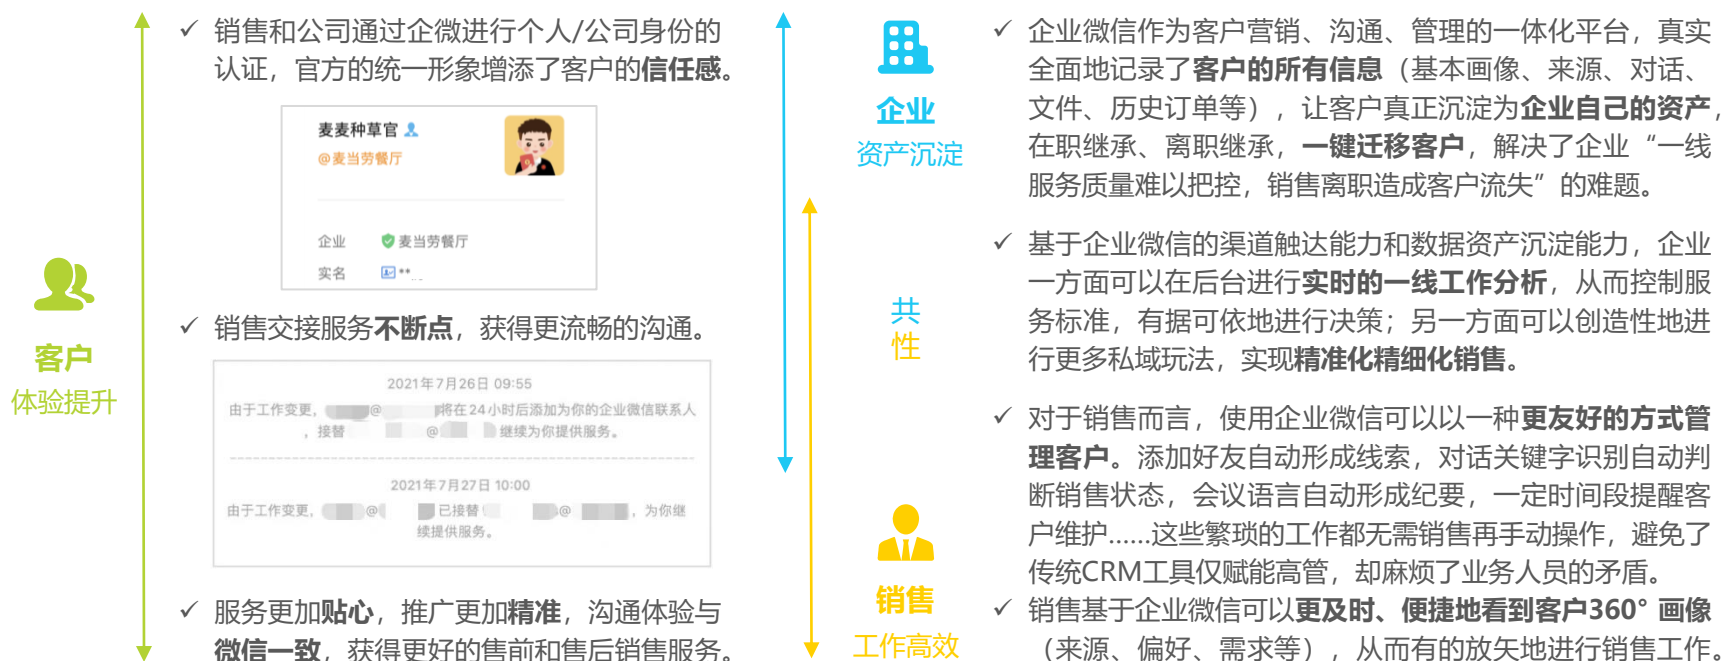 客户
体验提升
✓ 销售和公司通过企微进行个人/公司身份的
认证，官方的统一形象增添了客户的信任感。
麦麦种草官
@麦当劳餐厅
企业 麦当劳餐厅
实名 **
✓ 销售交接服务不断点，获得更流畅的沟通。
2021年7月26日 09:55
由于工作变更，@将在24小时后添加为你的企业微信联系人
，接替@继续为你提供服务。
2021年7月27日 10:00
由于工作变更，@已接替@，为你继
续提供服务。
✓ 服务更加贴心，推广更加精准，沟通体验与
微信一致，获得更好的售前和售后销售服务。
企业
资产沉淀
共
性
销售
工作高效
✓ 企业微信作为客户营销、沟通、管理的一体化平台，真实
全面地记录了客户的所有信息（基本画像、来源、对话、
文件、历史订单等），让客户真正沉淀为企业自己的资产，
在职继承、离职继承，一键迁移客户，解决了企业“一线
服务质量难以把控，销售离职造成客户流失”的难题。
✓ 基于企业微信的渠道触达能力和数据资产沉淀能力，企业
一方面可以在后台进行实时的一线工作分析，从而控制服
务标准，有据可依地进行决策；另一方面可以创造性地进
行更多私域玩法，实现精准化精细化销售。
✓ 对于销售而言，使用企业微信可以以一种更友好的方式管
理客户。添加好友自动形成线索，对话关键字识别自动判
断销售状态，会议语言自动形成纪要，一定时间段提醒客
户维护......这些繁琐的工作都无需销售再手动操作，避免了
传统CRM工具仅赋能高管，却麻烦了业务人员的矛盾。
✓ 销售基于企业微信可以更及时、便捷地看到客户360°画像
（来源、偏好、需求等），从而有的放矢地进行销售工作。